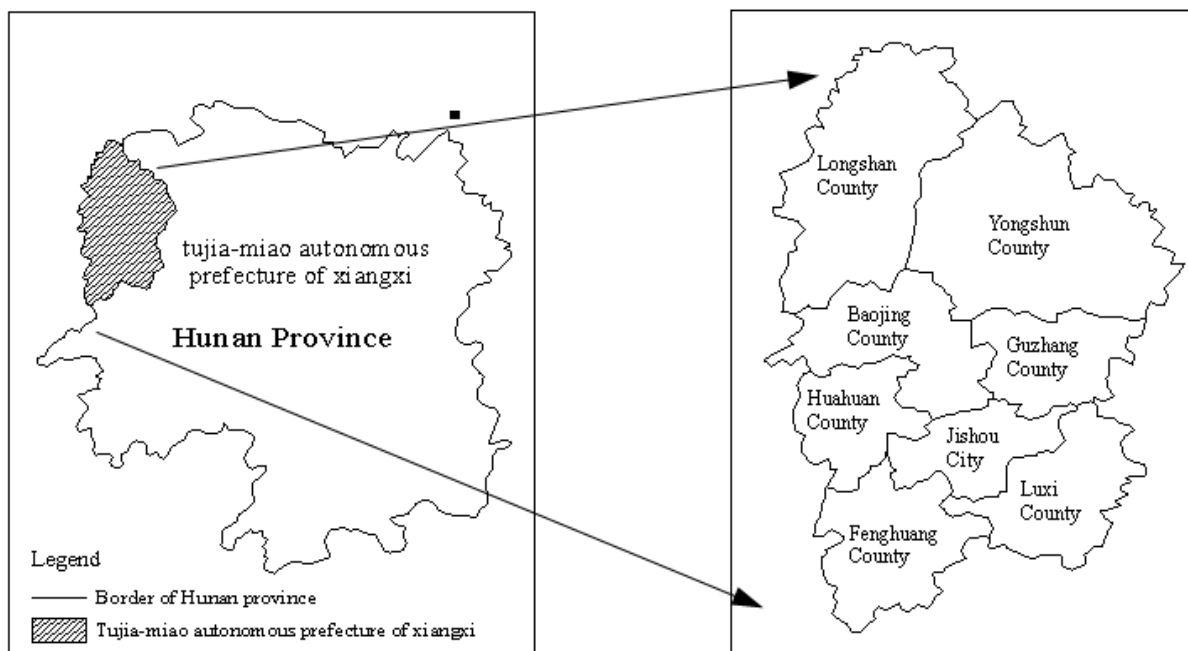 tujia-miao autonomous
prefecture of xiangxi
Hunan Province
Legend
Border of Hunan province
Tujia-miao autonomous prefecture of xiangxi
Longshan
County
Yongshun
County
Baojing
County
Guzhang
County
Huahuan
County
Jishou
City
Luxi
County
Fenghuang
County